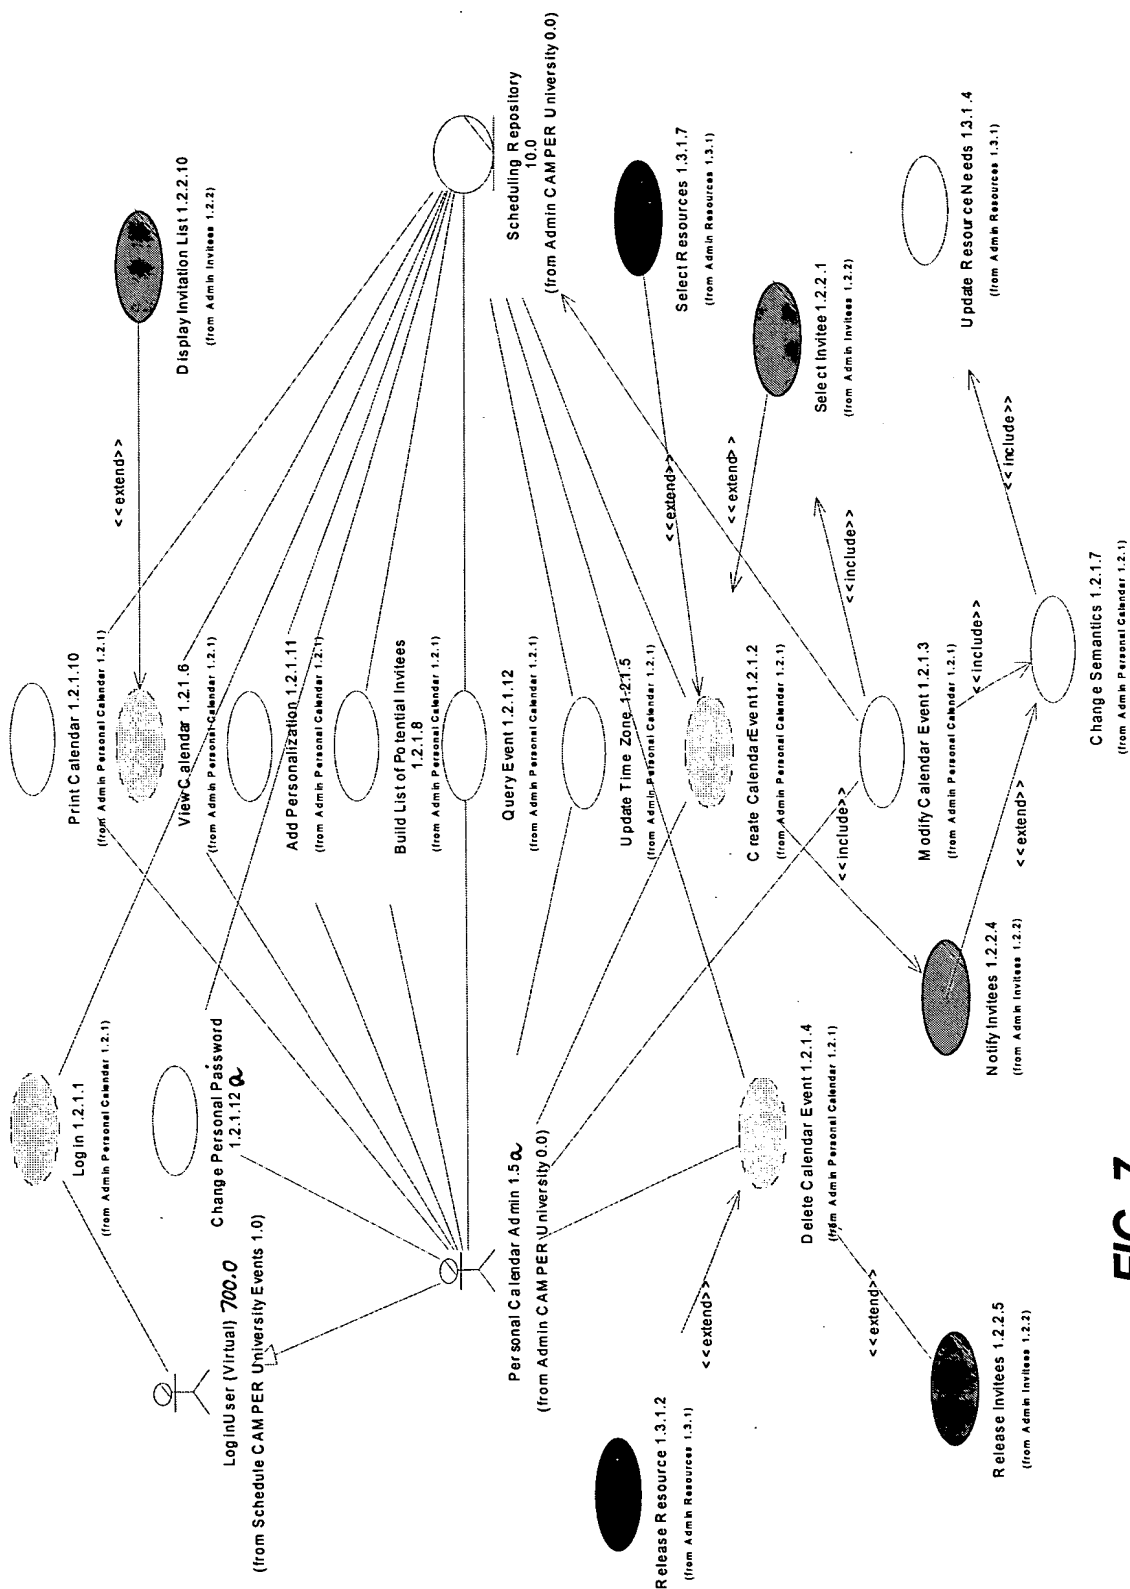 Print Calendar 1.2.1.10
(from Admin Personal Calendar 1.2.1)
Display Invitation List 1.2.2.10
(from Admin Invitees 1.2.2)
<<extend>>
Login 1.2.1.1
(from Admin Personal Calendar 1.2.1)
View Calendar 1.2.1.6
(from Admin Personal Calendar 1.2.1)
Change Personal Password
1.2.1.12 a
Add Personalization 1.2.1.11
(from Admin Personal Calendar 1.2.1)
LoginUser (Virtual) 700.0
(from Schedule CAMPER University Events 1.0)
Build List of Potential Invitees
1.2.1.8
(from Admin Personal Calendar 1.2.1)
Scheduling Repository
10.0
(from Admin CAMPER University 0.0)
Query Event 1.2.1.12
(from Admin Personal Calendar 1.2.1)
Personal Calendar Admin 1.5 a
(from Admin CAMPER University 0.0)
Update Time Zone 1.2.1.5
(from Admin Personal Calendar 1.2.1)
Select Resources 1.3.1.7
(from Admin Resources 1.3.1)
<<extend>>
<<extend>>
Create Calendar Event 1.2.1.2
(from Admin Personal Calendar 1.2.1)
Select Invitee 1.2.2.1
(from Admin Invitees 1.2.2)
Release Resource 1.3.1.2
(from Admin Resources 1.3.1)
<<extend>>
Delete Calendar Event 1.2.1.4
(from Admin Personal Calendar 1.2.1)
<<include>>
<<include>>
Modify Calendar Event 1.2.1.3
(from Admin Personal Calendar 1.2.1)
Update Resource Needs 1.3.1.4
(from Admin Resources 1.3.1)
<<extend>>
Notify Invitees 1.2.2.4
(from Admin Invitees 1.2.2)
<<include>>
<<include>>
<<extend>>
Release Invitees 1.2.2.5
(from Admin Invitees 1.2.2)
Change Semantics 1.2.1.7
(from Admin Personal Calendar 1.2.1)
FIG. 7